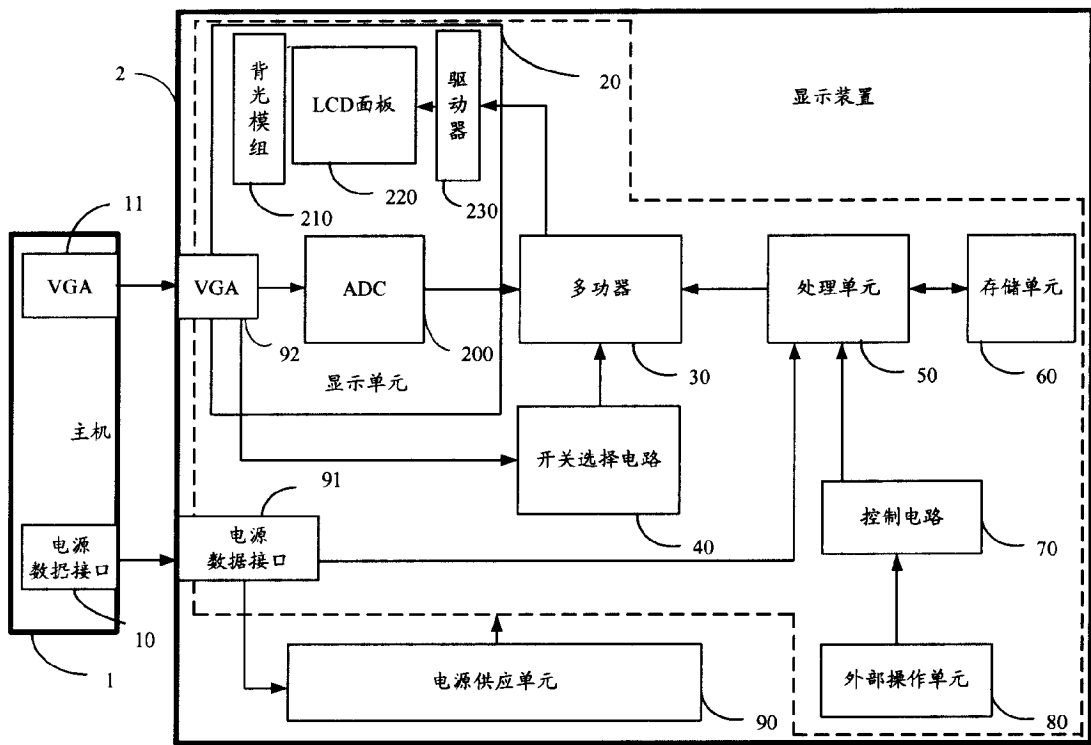 2
背光模组
LCD面板
驱动器
20
显示装置
210
220
230
11
VGA
VGA
ADC
多功器
处理单元
存储单元
92
200
30
50
60
显示单元
主机
开关选择电路
91
控制电路
电源
数据接口
电源
数据接口
40
70
10
1
电源供应单元
90
外部操作单元
80